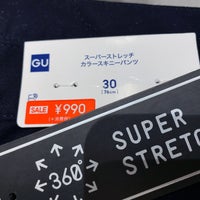 GU
スーパーストレッチ
カラースキニーパンツ
30
(76cm)
SALE ¥990
360°
SUPER
STRETC